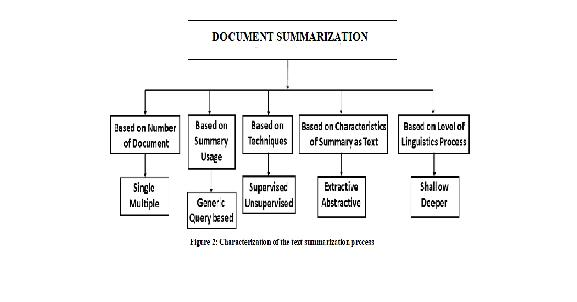 DOCUMENT SUMMARIZATION
Based on Number
of Document
Based on
Summary
Usage
Based on
Techniques
Based on Characteristics
of Summary as Text
Based on Level of
Linguistics Process
Single
Multiple
Generic
Query based
Supervised
Unsupervised
Extractive
Abstractive
Shallow
Deeper
Figure 2: Characterization of the text summarization process